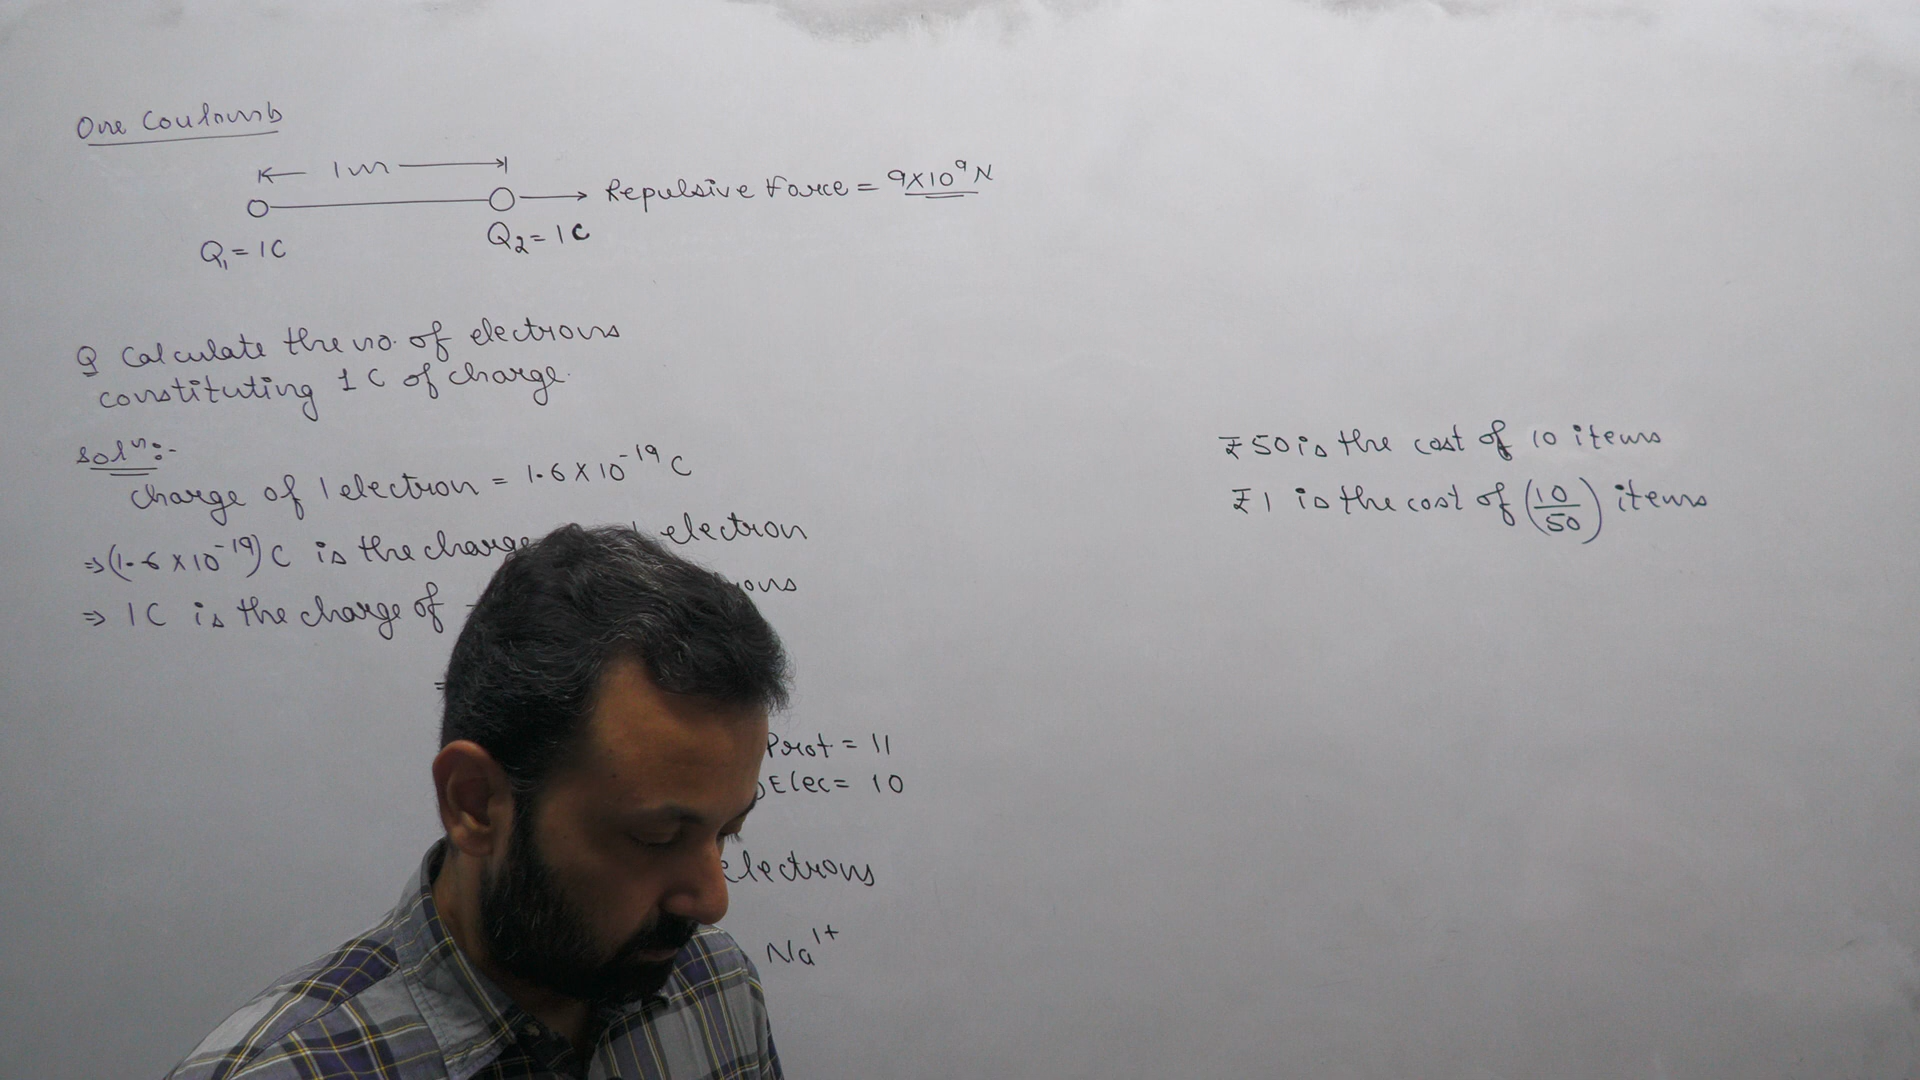 One Coulomb
1m
Repulsive Force = 9×10⁹ N
Q₁ = 1C
Q₂ = 1C
Q Calculate the no. of electrons
constituting 1 C of charge.
Solⁿ:-
Charge of 1 electron = 1.6 × 10⁻¹⁹ C
⇒ (1.6 × 10⁻¹⁹) C is the charge electron
⇒ 1C is the charge of
=
Prot = 11
Elec = 10
electrons
Na¹⁺
₹50 is the cost of 10 items
₹1 is the cost of (10/50) items